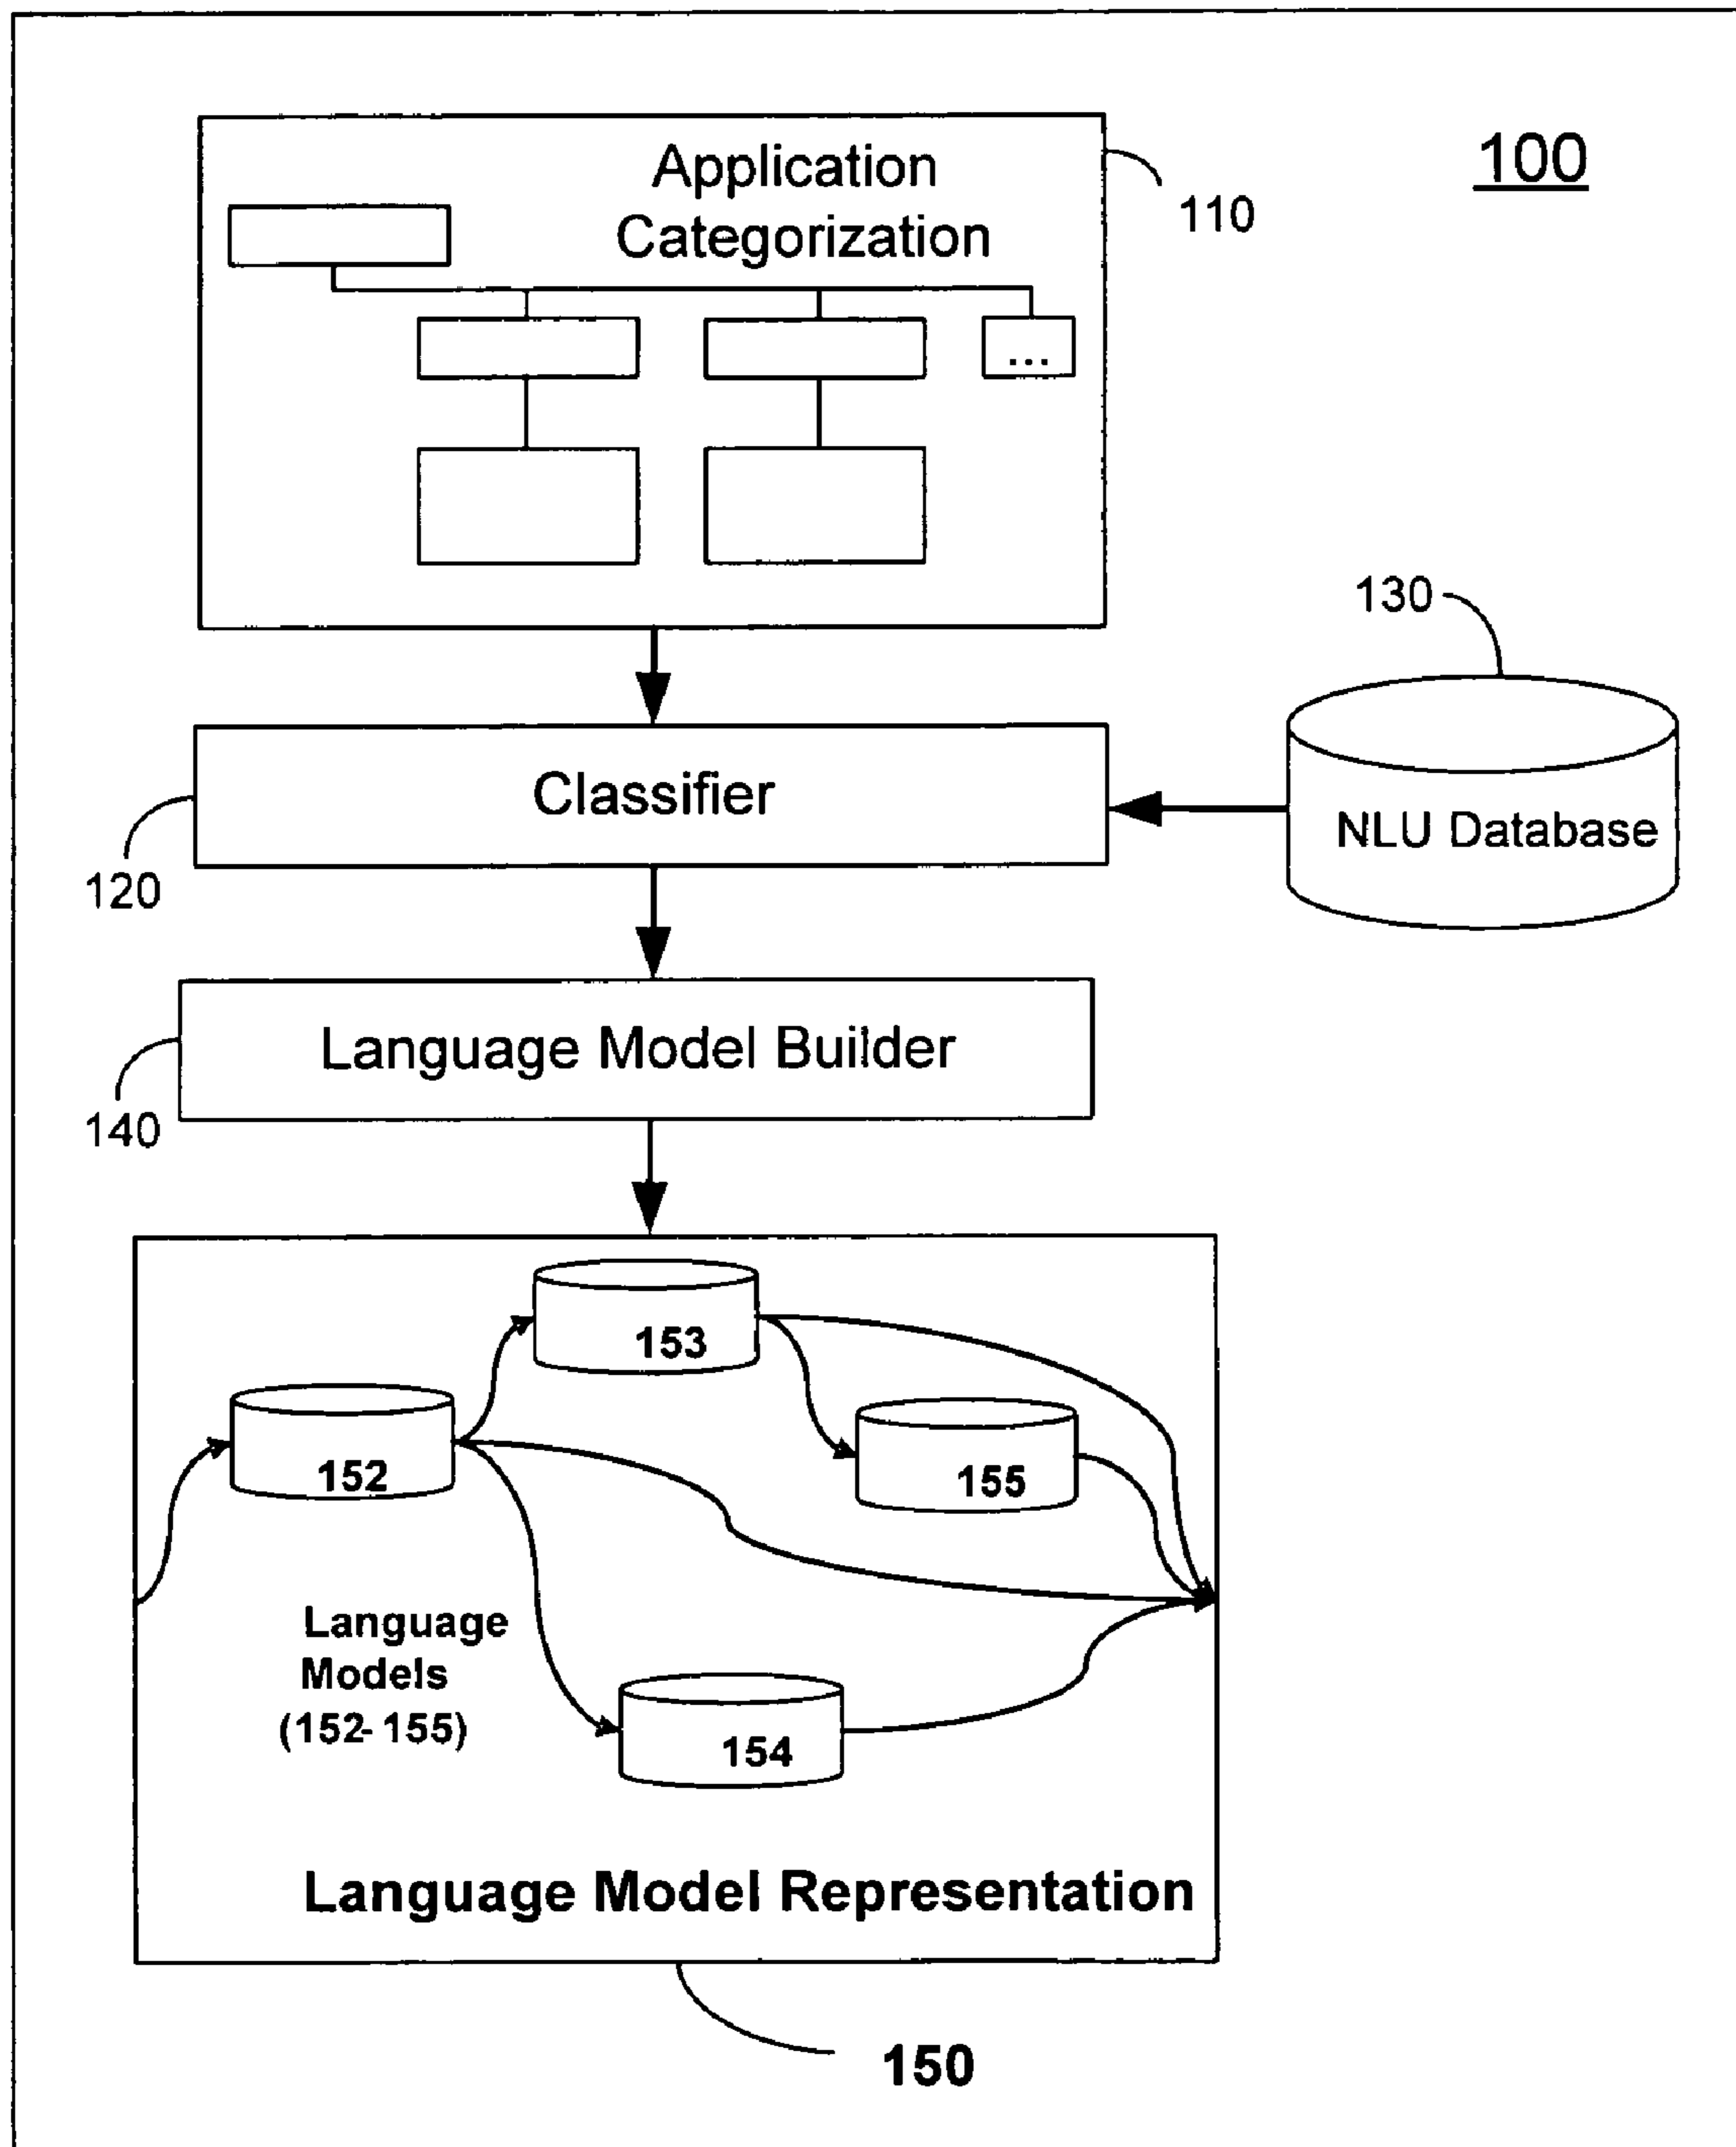 100
Application
Categorization
110
...
130
Classifier
NLU Database
120
Language Model Builder
140
153
152
155
Language
Models
(152-155)
154
Language Model Representation
150